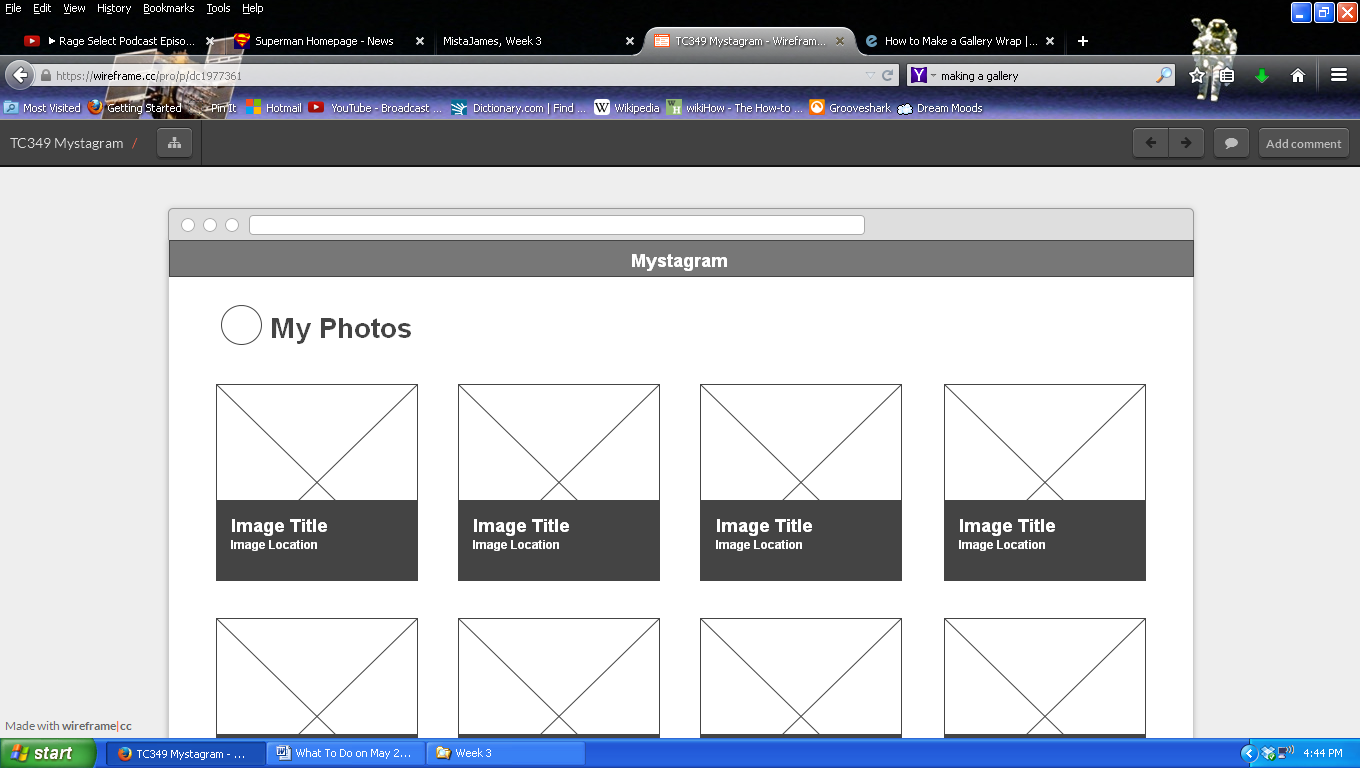 File Edit View History Bookmarks Tools Help
Rage Select Podcast Episo... Superman Homepage - News MistaJames, Week 3 TC349 Mystagram - Wirefram... How to Make a Gallery Wrap |...
https://wireframe.cc/pro/p/dc1977361 making a gallery
Most Visited Getting Started Pin It Hotmail YouTube - Broadcast ... Dictionary.com | Find ... Wikipedia wikiHow - The How-to ... Grooveshark Dream Moods
TC349 Mystagram / Add comment
Mystagram
My Photos
Image Title Image Title Image Title Image Title
Image Location Image Location Image Location Image Location
Made with wireframe|cc
start TC349 Mystagram - ... What To Do on May 2... Week 3 4:44 PM